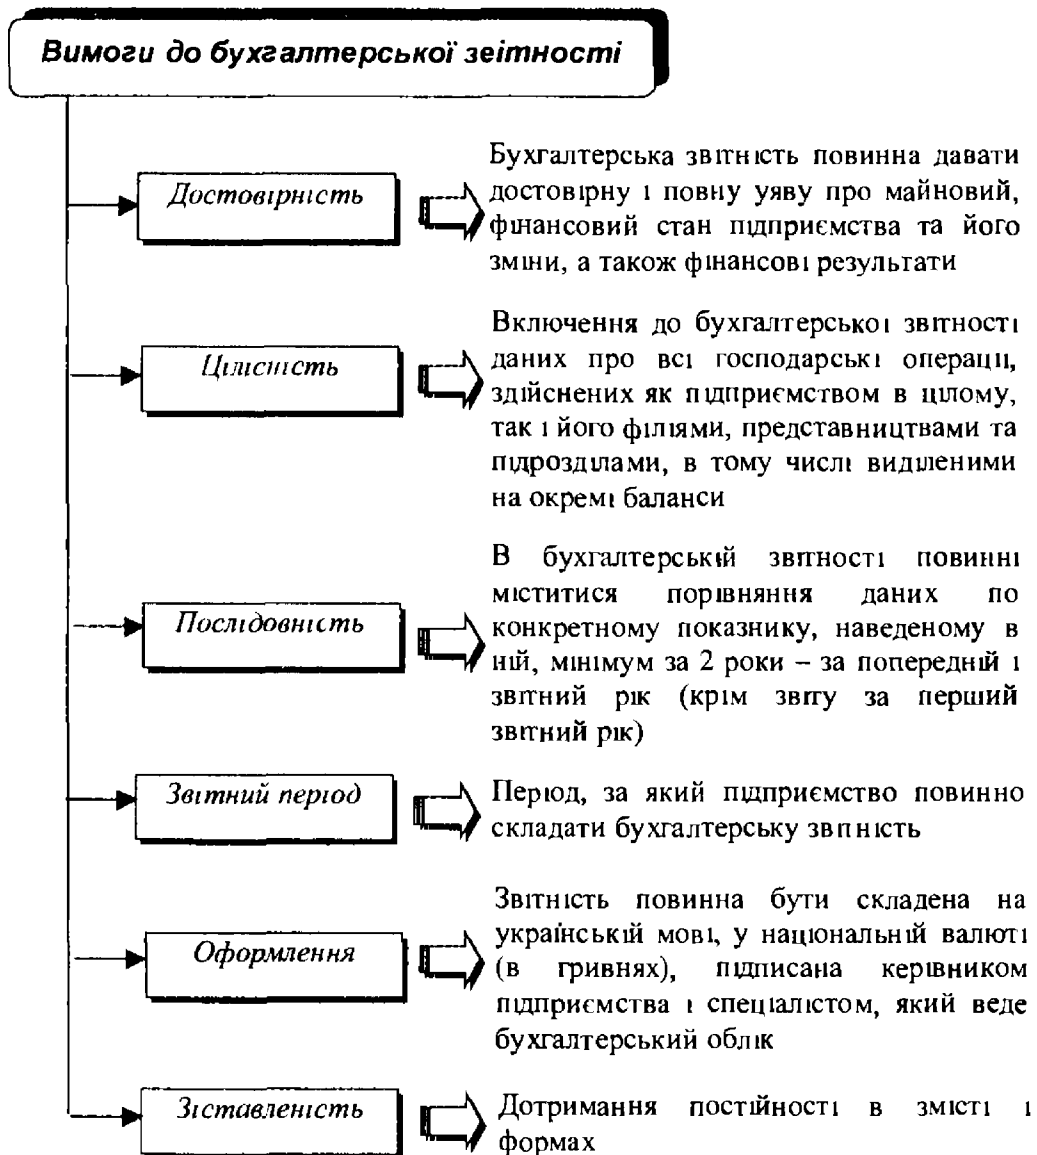 Вимоги до бухгалтерської звітності
Достовірність
Бухгалтерська звітність повинна давати
достовірну і повну уяву про майновий,
фінансовий стан підприємства та його
зміни, а також фінансові результати
Цілісність
Включення до бухгалтерської звітності
даних про всі господарські операції,
здійснених як підприємством в цілому,
так і його філіями, представництвами та
підрозділами, в тому числі виділеними
на окремі баланси
Послідовність
В бухгалтерській звітності повинні
міститися порівняння даних по
конкретному показнику, наведеному в
ній, мінімум за 2 роки – за попередній і
звітний рік (крім звіту за перший
звітний рік)
Звітний період
Період, за який підприємство повинно
складати бухгалтерську звітність
Оформлення
Звітність повинна бути складена на
українській мові, у національній валюті
(в гривнях), підписана керівником
підприємства і спеціалістом, який веде
бухгалтерський облік
Зіставленість
Дотримання постійності в змісті і
формах